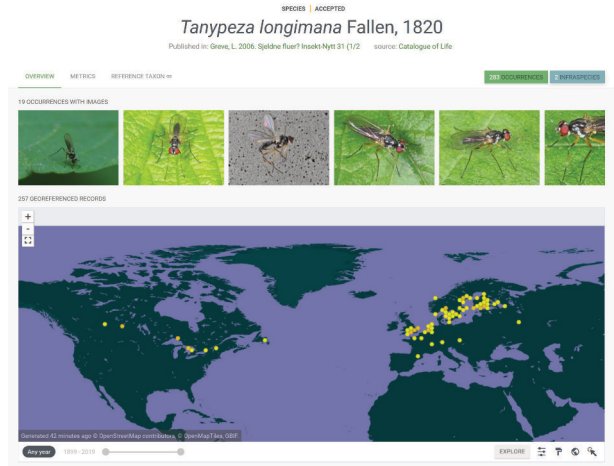 SPECIES | ACCEPTED
Tanypeza longimana Fallen, 1820
Published in: Greve, L. 2006. Sjeldne fluer? Insekt-Nytt 31 (1/2 source: Catalogue of Life
OVERVIEW METRICS REFERENCE TAXON 283 OCCURRENCES 2 INFRASPECIES
19 OCCURRENCES WITH IMAGES
257 GEOREFERENCED RECORDS
+
-
Generated 42 minutes ago © OpenStreetMap contributors, © OpenMapTiles, GBIF
Any year 1899 - 2019 EXPLORE